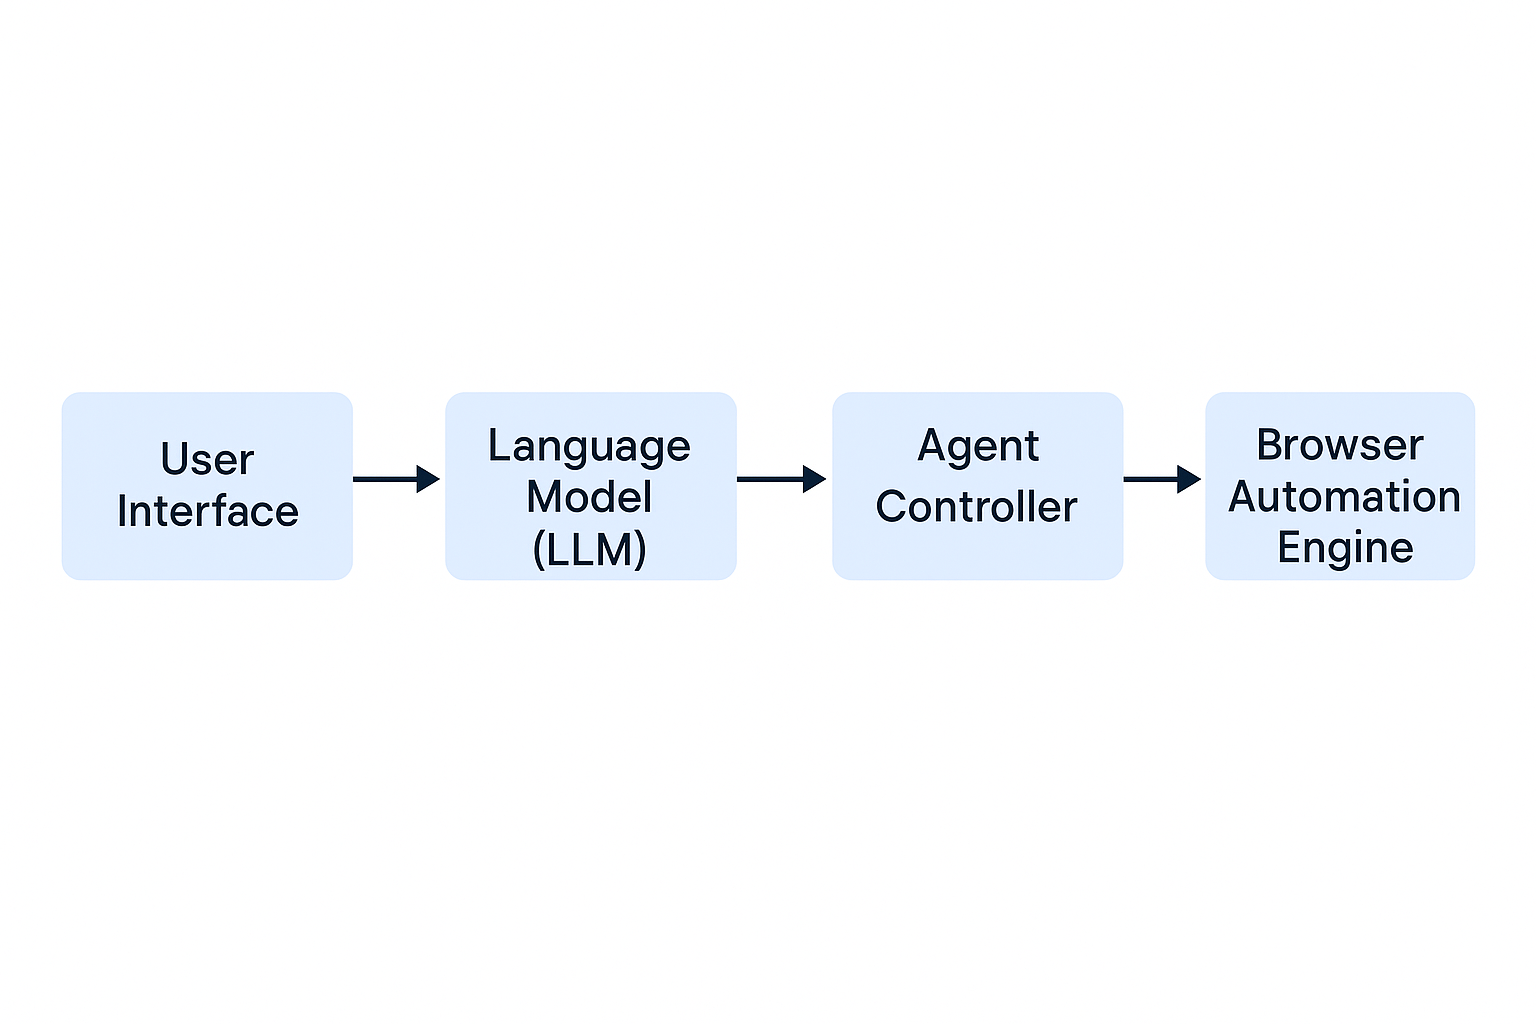 User
Interface
Language
Model
(LLM)
Agent
Controller
Browser
Automation
Engine